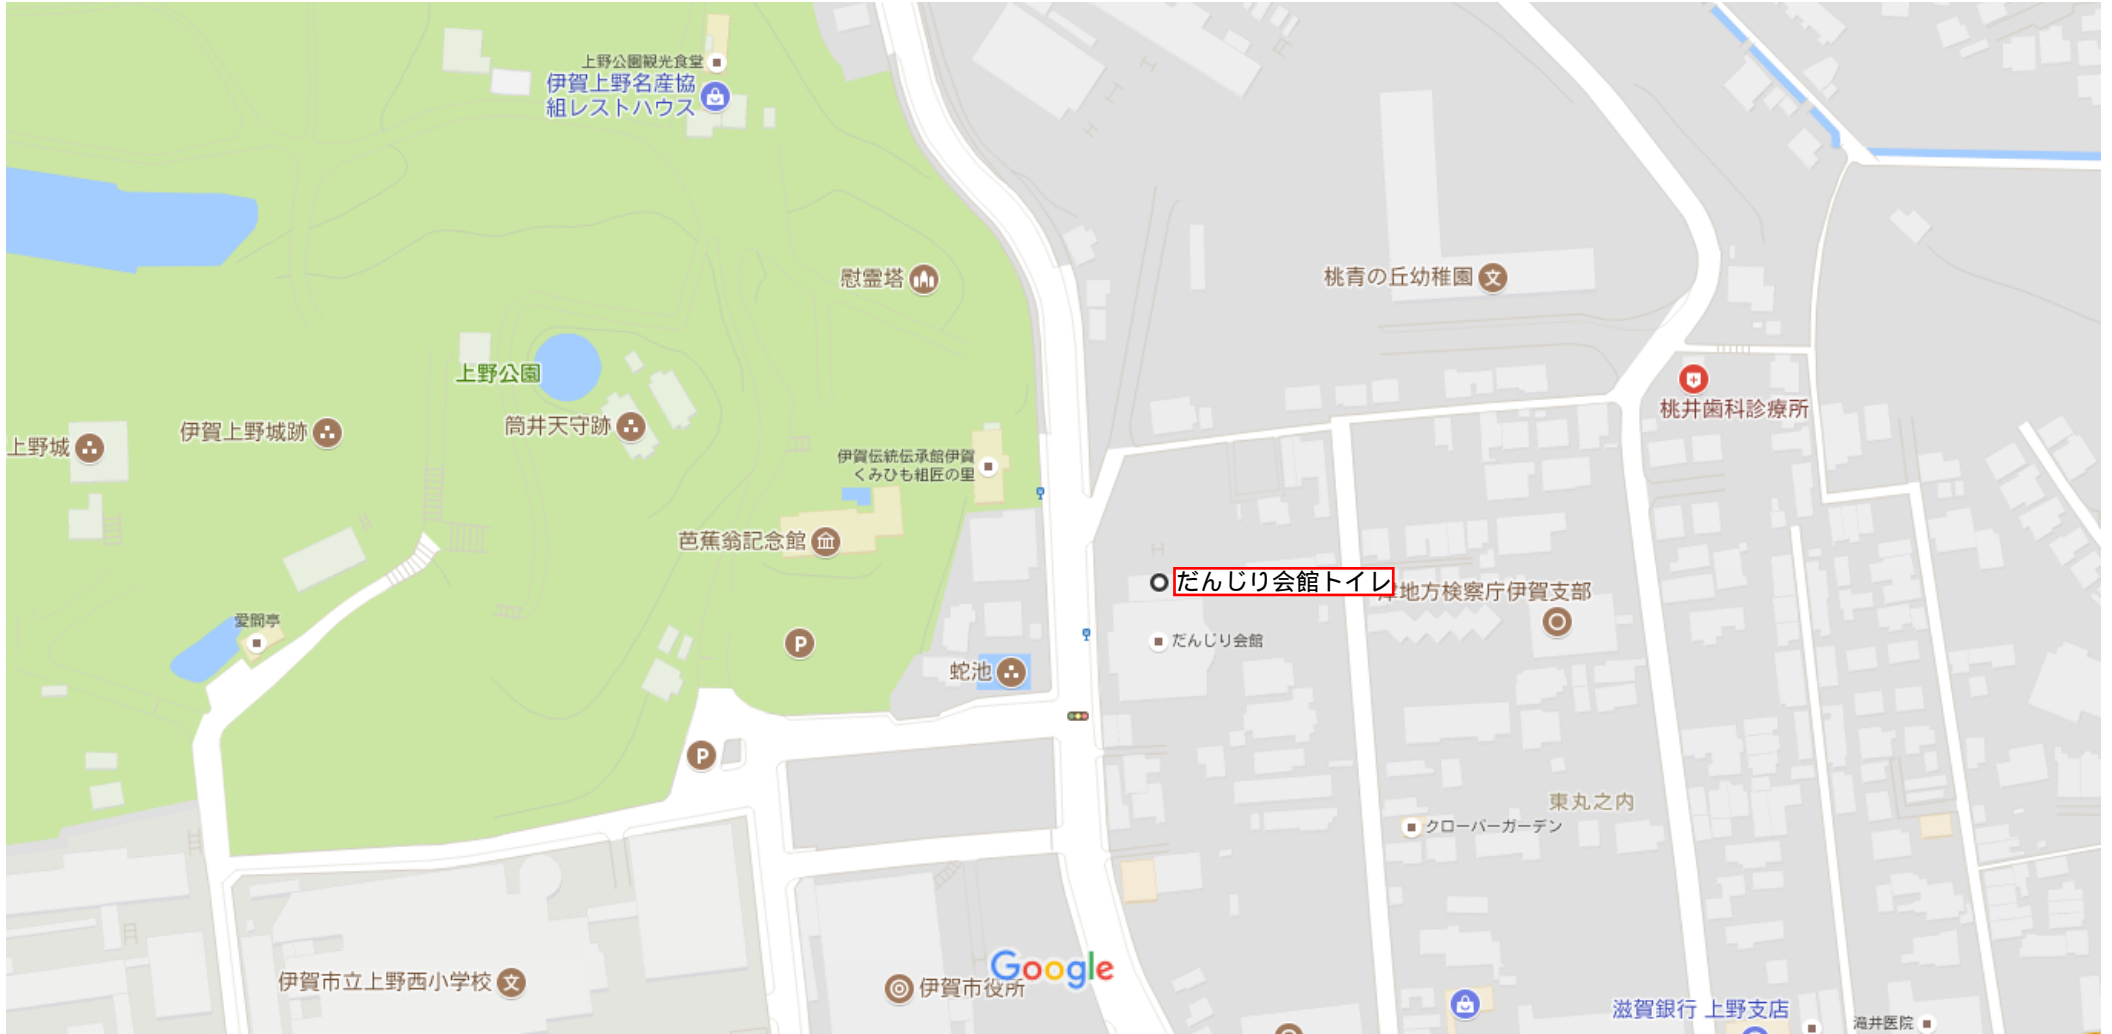 上野公園観光食堂
伊賀上野名産協
組レストハウス
慰霊塔
桃青の丘幼稚園
上野公園
桃井歯科診療所
筒井天守跡
伊賀上野城跡
上野城
伊賀伝統伝承館伊賀
くみひも組匠の里
芭蕉翁記念館
だんじり会館トイレ
津地方検察庁伊賀支部
愛閑亭
だんじり会館
P
蛇池
P
東丸之内
クローバーガーデン
伊賀市立上野西小学校
文
Google
伊賀市役所
滋賀銀行 上野支店
滝井医院